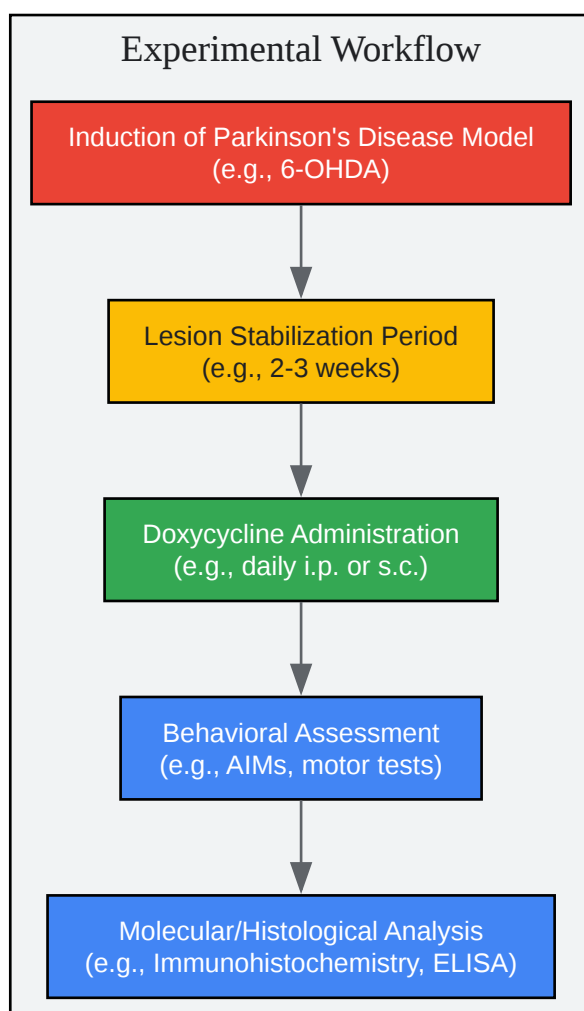 Experimental Workflow
Induction of Parkinson's Disease Model
(e.g., 6-OHDA)
Lesion Stabilization Period
(e.g., 2-3 weeks)
Doxycycline Administration
(e.g., daily i.p. or s.c.)
Behavioral Assessment
(e.g., AIMs, motor tests)
Molecular/Histological Analysis
(e.g., Immunohistochemistry, ELISA)